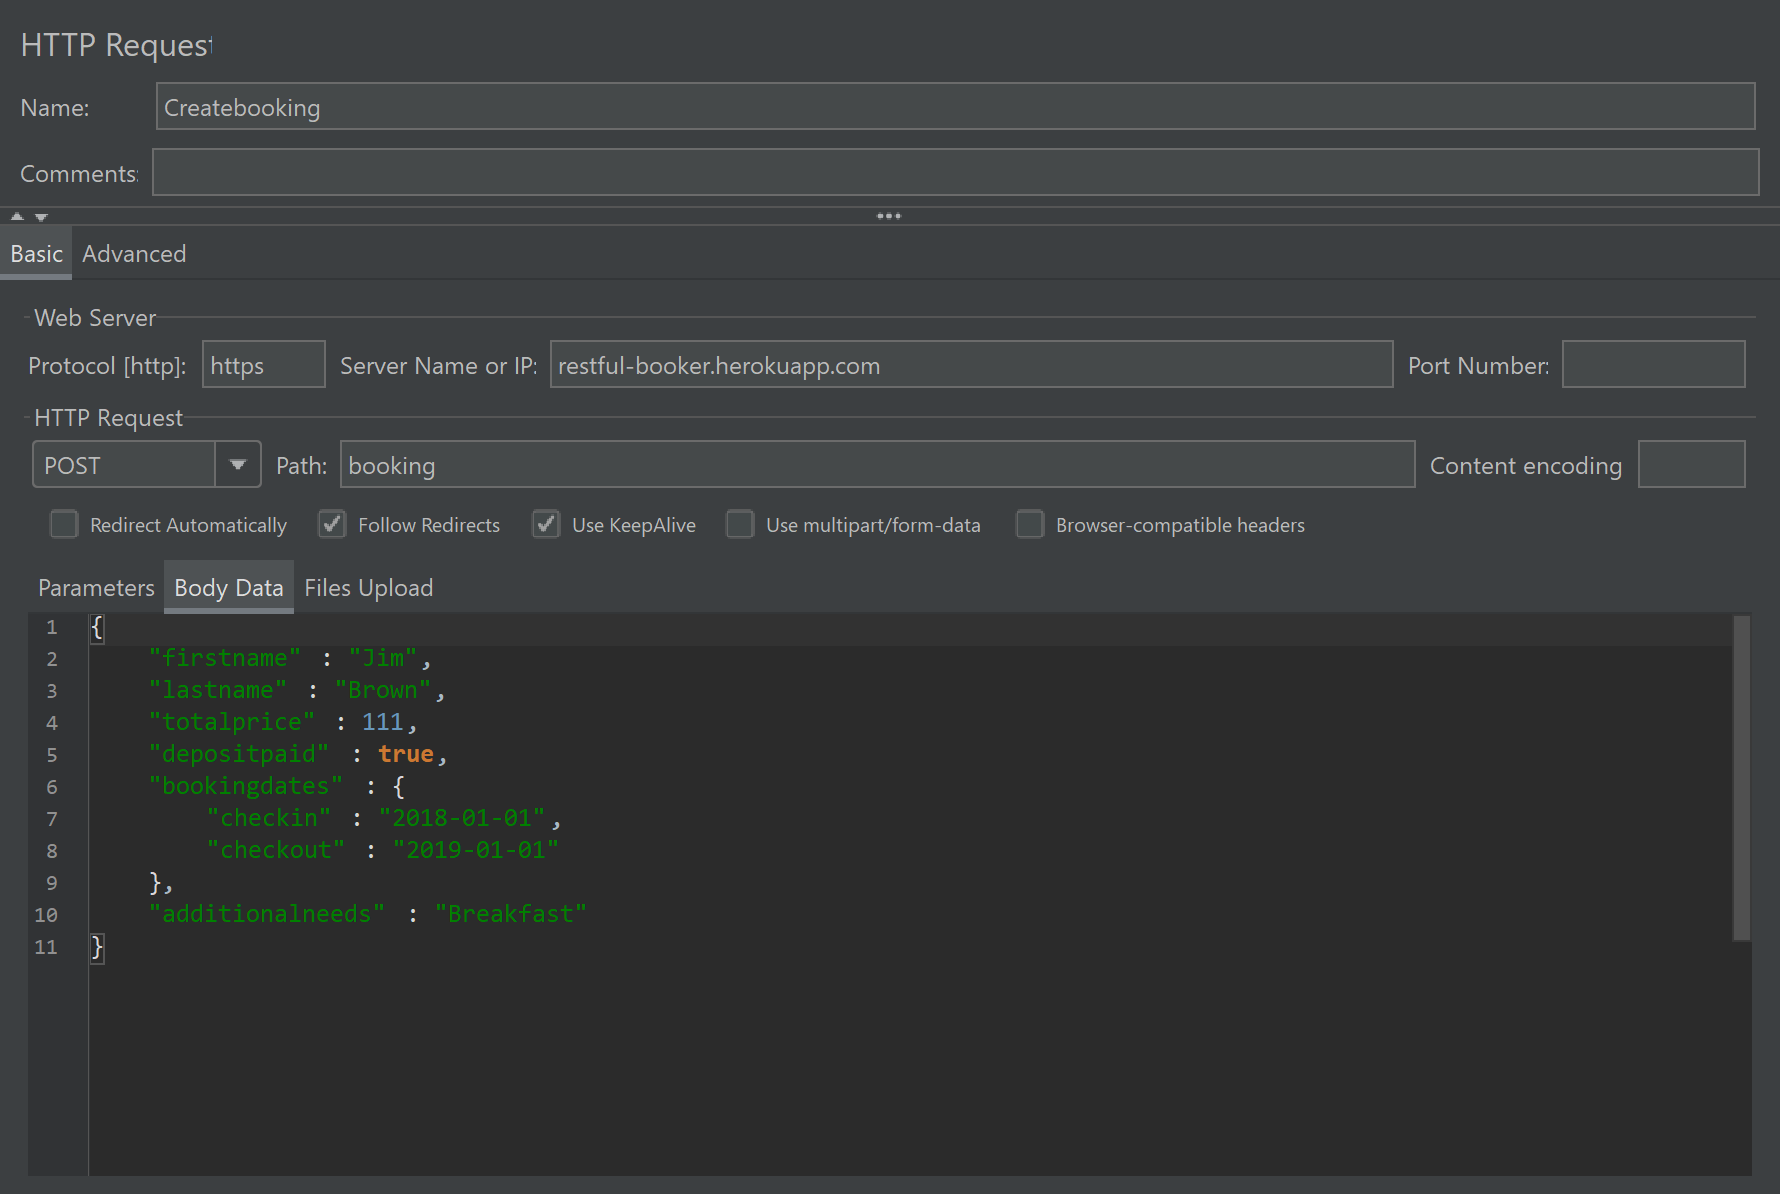 HTTP Request
Name: Createbooking
Comments:
Basic Advanced
Web Server
Protocol [http]: https Server Name or IP: restful-booker.herokuapp.com Port Number:
HTTP Request
POST Path: booking Content encoding
Redirect Automatically Follow Redirects Use KeepAlive Use multipart/form-data Browser-compatible headers
Parameters Body Data Files Upload
1 {
2 "firstname" : "Jim",
3 "lastname" : "Brown",
4 "totalprice" : 111,
5 "depositpaid" : true,
6 "bookingdates" : {
7 "checkin" : "2018-01-01",
8 "checkout" : "2019-01-01"
9 },
10 "additionalneeds" : "Breakfast"
11 }